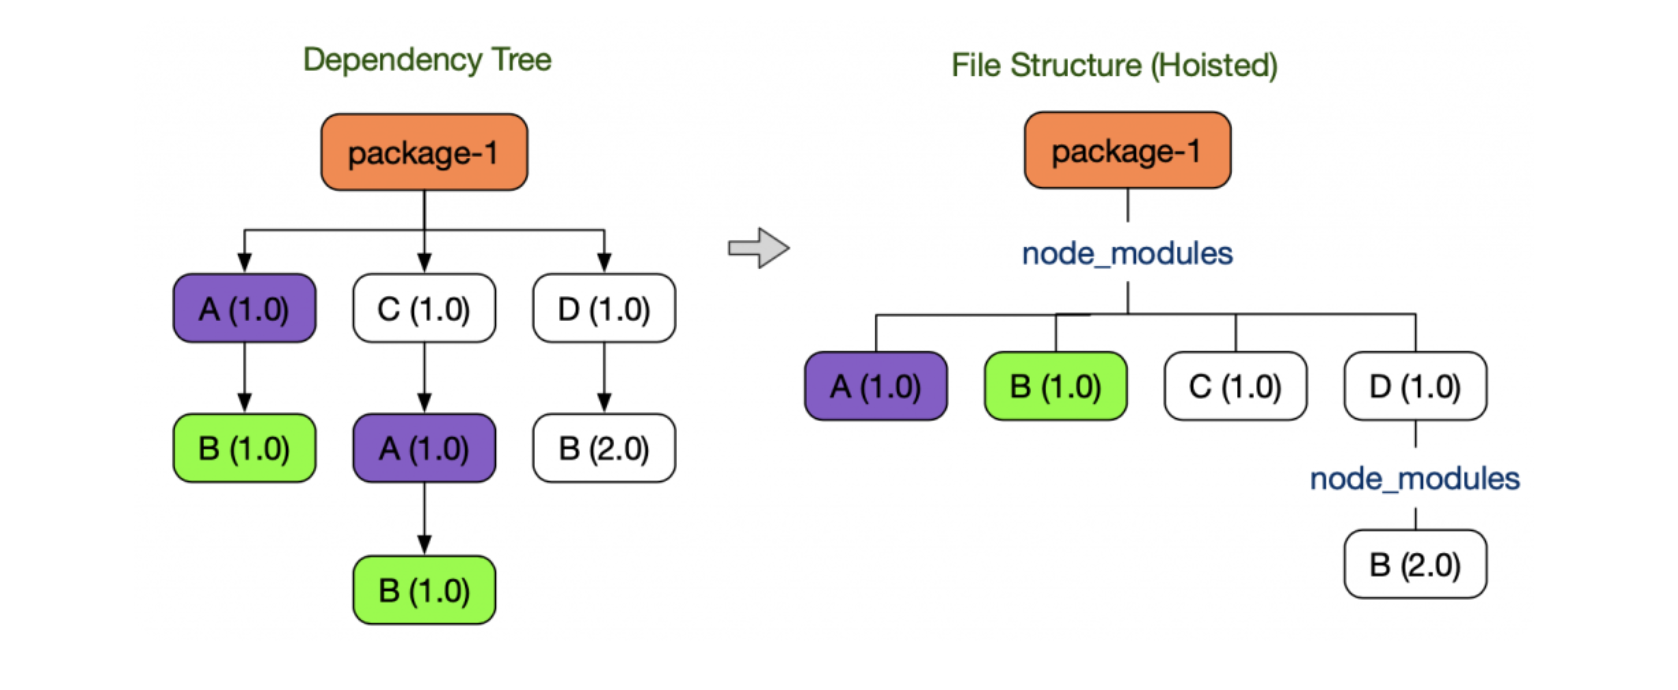 Dependency Tree
package-1
A (1.0)
C (1.0)
D (1.0)
B (1.0)
A (1.0)
B (2.0)
B (1.0)
File Structure (Hoisted)
package-1
node_modules
A (1.0)
B (1.0)
C (1.0)
D (1.0)
node_modules
B (2.0)